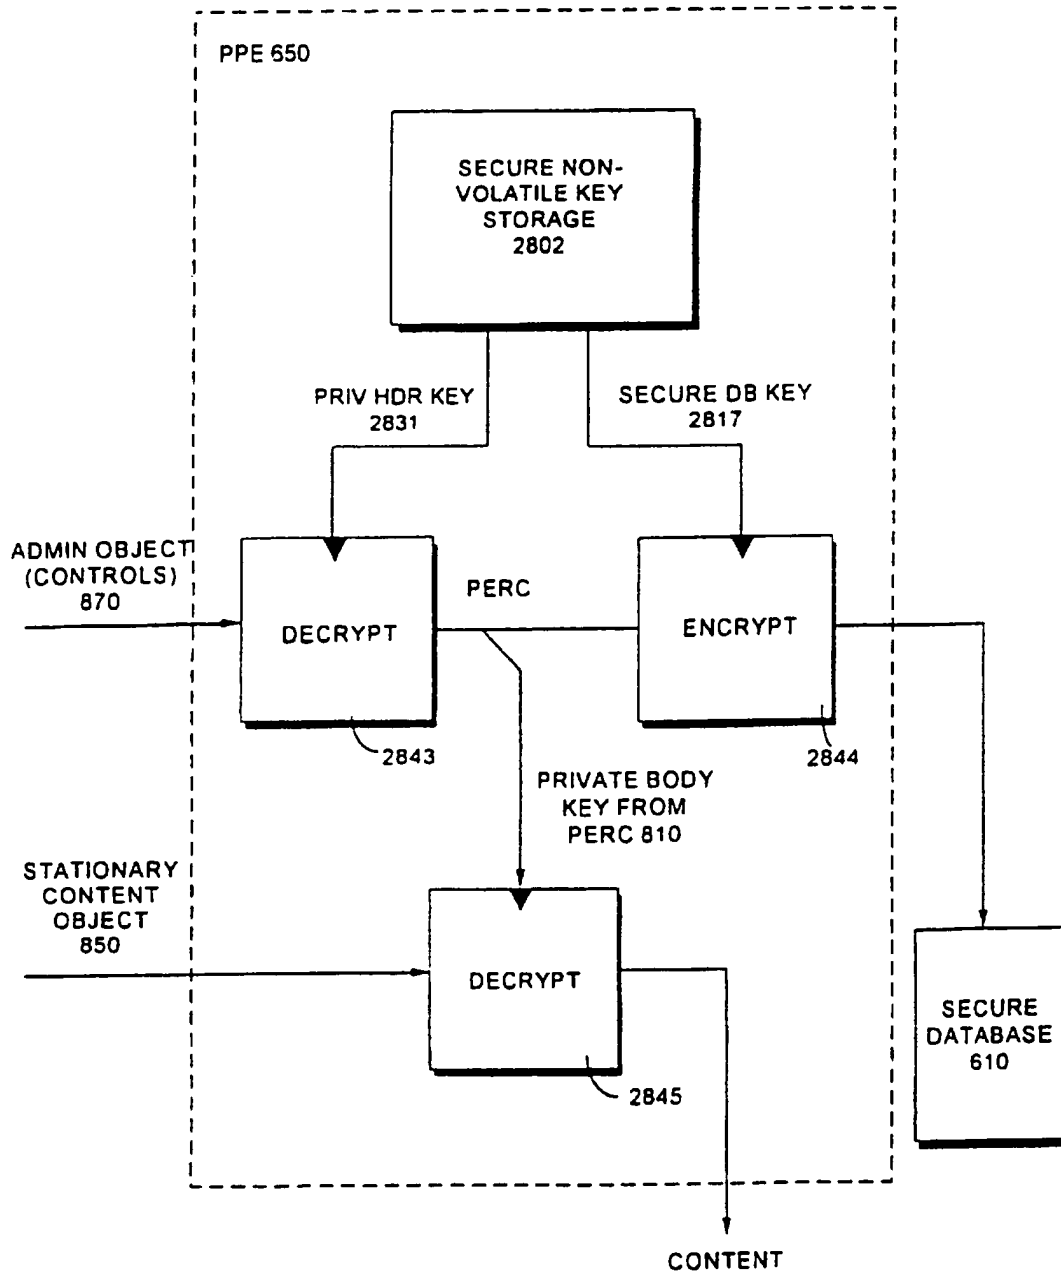 PPE 650
SECURE NON-
VOLATILE KEY
STORAGE
2802
PRIV HDR KEY
2831
SECURE DB KEY
2817
ADMIN OBJECT
(CONTROLS)
870
DECRYPT
PERC
ENCRYPT
2843
2844
PRIVATE BODY
KEY FROM
PERC 810
STATIONARY
CONTENT
OBJECT
850
DECRYPT
2845
SECURE
DATABASE
610
CONTENT